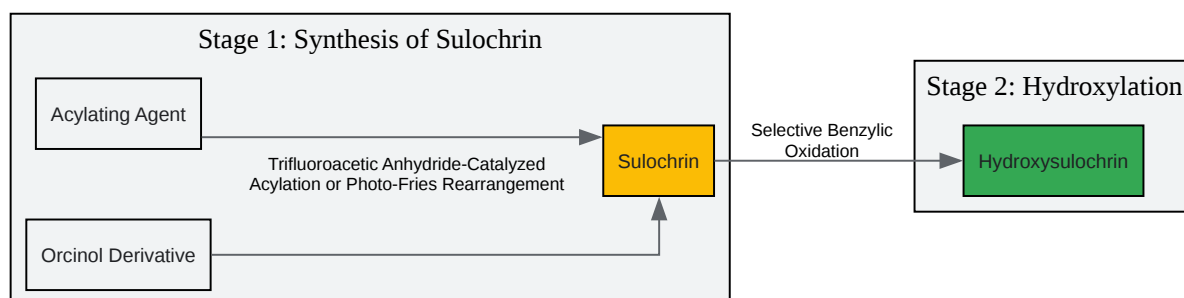 Stage 1: Synthesis of Sulochrin
Acylating Agent
Trifluoroacetic Anhydride-Catalyzed
Acylation or Photo-Fries Rearrangement
Orcinol Derivative
Sulochrin
Selective Benzylic
Oxidation
Stage 2: Hydroxylation
Hydroxysulochrin